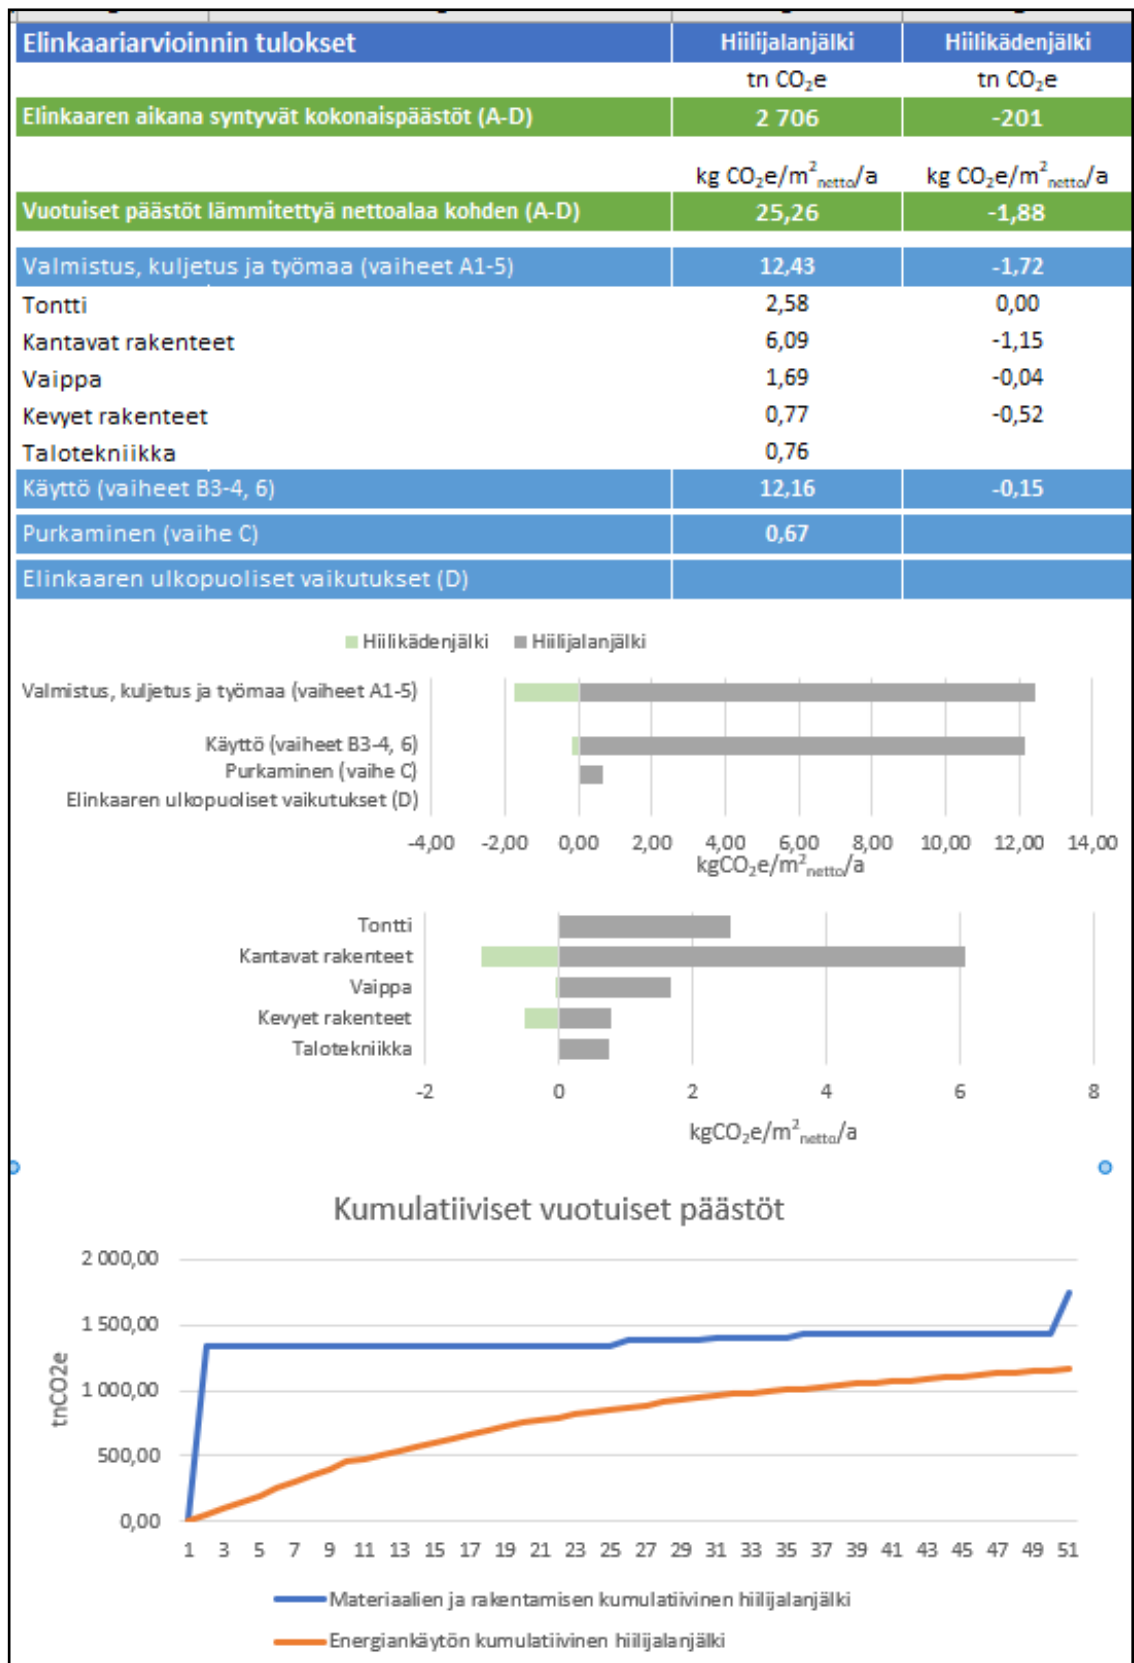 Elinkaariarvioinnin tulokset Hiilijalanjälki Hiilikädenjälki
tn CO₂e tn CO₂e
Elinkaaren aikana syntyvät kokonaispäästöt (A-D) 2 706 -201
kg CO₂e/m²netto/a kg CO₂e/m²netto/a
Vuotuiset päästöt lämmitettyä nettoalaa kohden (A-D) 25,26 -1,88
Valmistus, kuljetus ja työmaa (vaiheet A1-5) 12,43 -1,72
Tontti 2,58 0,00
Kantavat rakenteet 6,09 -1,15
Vaippa 1,69 -0,04
Kevyet rakenteet 0,77 -0,52
Talotekniikka 0,76
Käyttö (vaiheet B3-4, 6) 12,16 -0,15
Purkaminen (vaihe C) 0,67
Elinkaaren ulkopuoliset vaikutukset (D)
Hiilikädenjälki Hiilijalanjälki
Valmistus, kuljetus ja työmaa (vaiheet A1-5)
Käyttö (vaiheet B3-4, 6)
Purkaminen (vaihe C)
Elinkaaren ulkopuoliset vaikutukset (D)
-4,00 -2,00 0,00 2,00 4,00 6,00 8,00 10,00 12,00 14,00
kgCO₂e/m²netto/a
Tontti
Kantavat rakenteet
Vaippa
Kevyet rakenteet
Talotekniikka
-2 0 2 4 6 8
kgCO₂e/m²netto/a
Kumulatiiviset vuotuiset päästöt
2 000,00
1 500,00
1 000,00
500,00
0,00
tnCO2e
1 3 5 7 9 11 13 15 17 19 21 23 25 27 29 31 33 35 37 39 41 43 45 47 49 51
Materiaalien ja rakentamisen kumulatiivinen hiilijalanjälki
Energiankäytön kumulatiivinen hiilijalanjälki